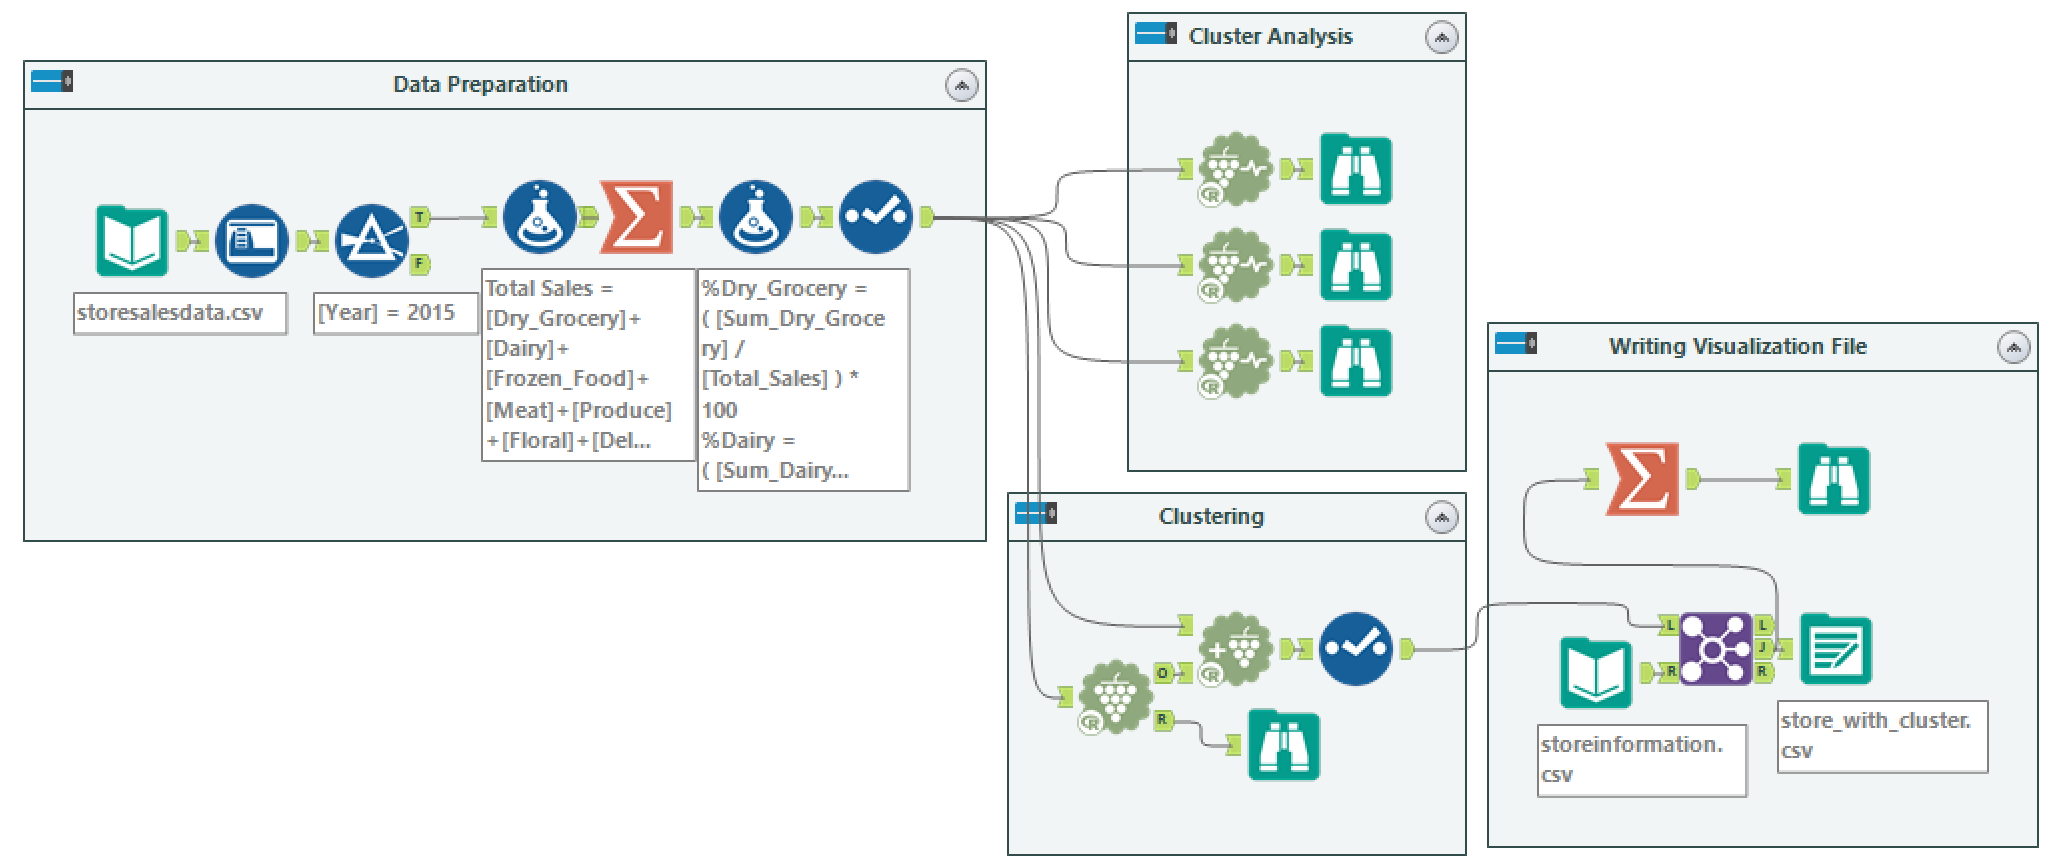 Data Preparation
storesalesdata.csv
T
F
[Year] = 2015
Total Sales =
[Dry_Grocery]+
[Dairy]+
[Frozen_Food]+
[Meat]+[Produce]
+[Floral]+[Del...
%Dry_Grocery =
( [Sum_Dry_Groce
ry] /
[Total_Sales] ) *
100
%Dairy =
( [Sum_Dairy...
Cluster Analysis
R
R
R
Clustering
R
O
R
R
Writing Visualization File
L
R
L
J
R
storeinformation.
csv
store_with_cluster.
csv